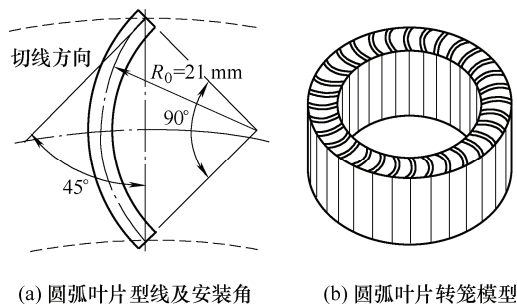 切线方向
R₀=21 mm
90°
45°
(a) 圆弧叶片型线及安装角
(b) 圆弧叶片转笼模型